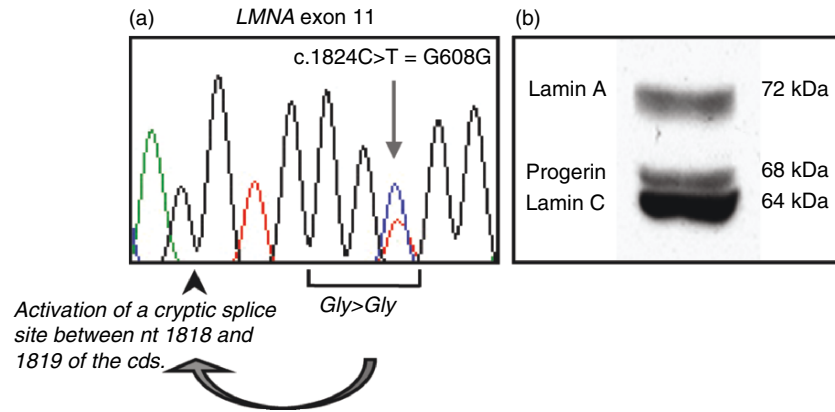 (a)
LMNA exon 11
c.1824C>T = G608G
Gly>Gly
Activation of a cryptic splice
site between nt 1818 and
1819 of the cds.
(b)
Lamin A 72 kDa
Progerin 68 kDa
Lamin C 64 kDa